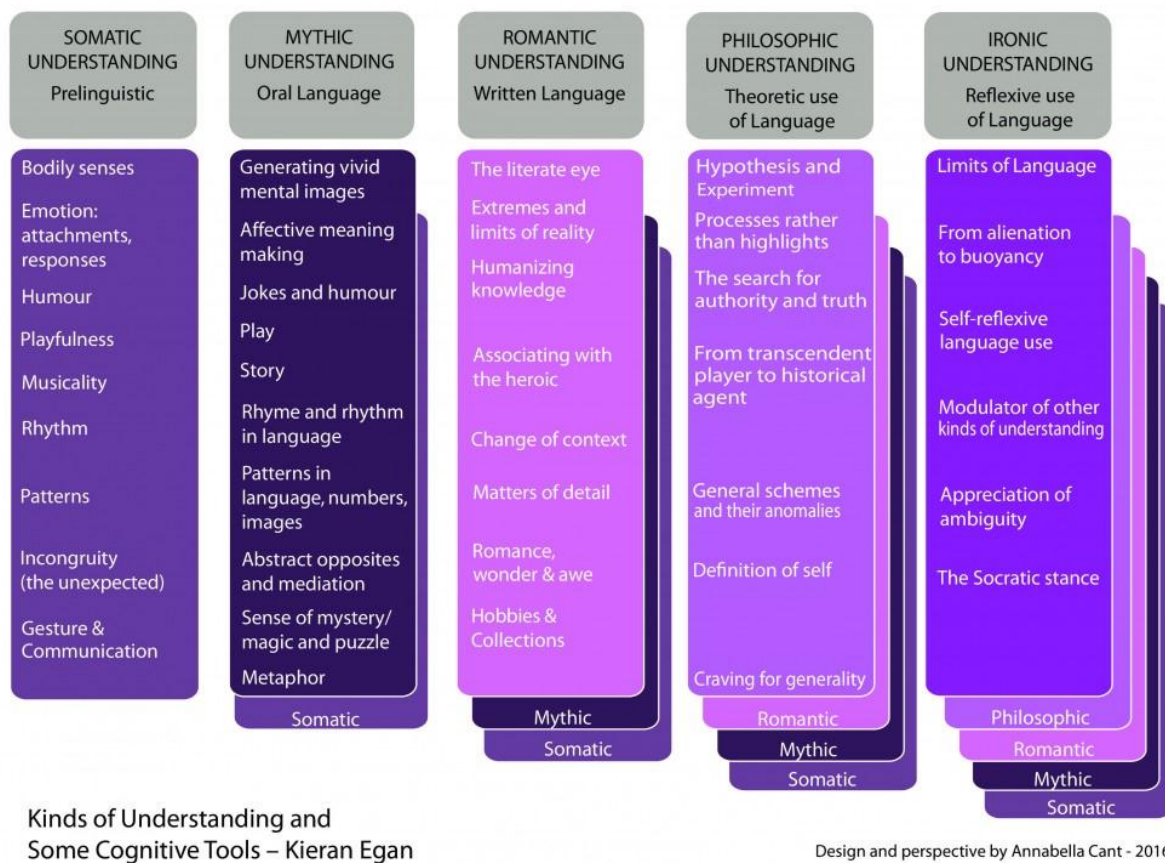 SOMATIC
UNDERSTANDING
Prelinguistic
Bodily senses
Emotion:
attachments,
responses
Humour
Playfulness
Musicality
Rhythm
Patterns
Incongruity
(the unexpected)
Gesture &
Communication
MYTHIC
UNDERSTANDING
Oral Language
Generating vivid
mental images
Affective meaning
making
Jokes and humour
Play
Story
Rhyme and rhythm
in language
Patterns in
language, numbers,
images
Abstract opposites
and mediation
Sense of mystery/
magic and puzzle
Metaphor
Somatic
ROMANTIC
UNDERSTANDING
Written Language
The literate eye
Extremes and
limits of reality
Humanizing
knowledge
Associating with
the heroic
Change of context
Matters of detail
Romance,
wonder & awe
Hobbies &
Collections
Mythic
Somatic
PHILOSOPHIC
UNDERSTANDING
Theoretic use
of Language
Hypothesis and
Experiment
Processes rather
than highlights
The search for
authority and truth
From transcendent
player to historical
agent
General schemes
and their anomalies
Definition of self
Craving for generality
Romantic
Mythic
Somatic
IRONIC
UNDERSTANDING
Reflexive use
of Language
Limits of Language
From alienation
to buoyancy
Self-reflexive
language use
Modulator of other
kinds of understanding
Appreciation of
ambiguity
The Socratic stance
Philosophic
Romantic
Mythic
Somatic
Kinds of Understanding and
Some Cognitive Tools – Kieran Egan
Design and perspective by Annabella Cant - 2016